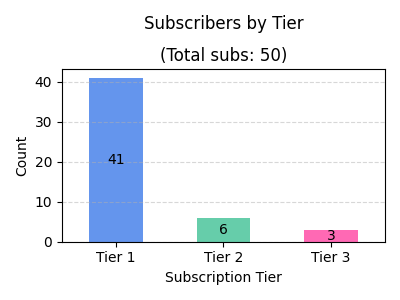 Subscribers by Tier
(Total subs: 50)
Count
40
30
20
10
0
41
6
3
Tier 1
Tier 2
Tier 3
Subscription Tier